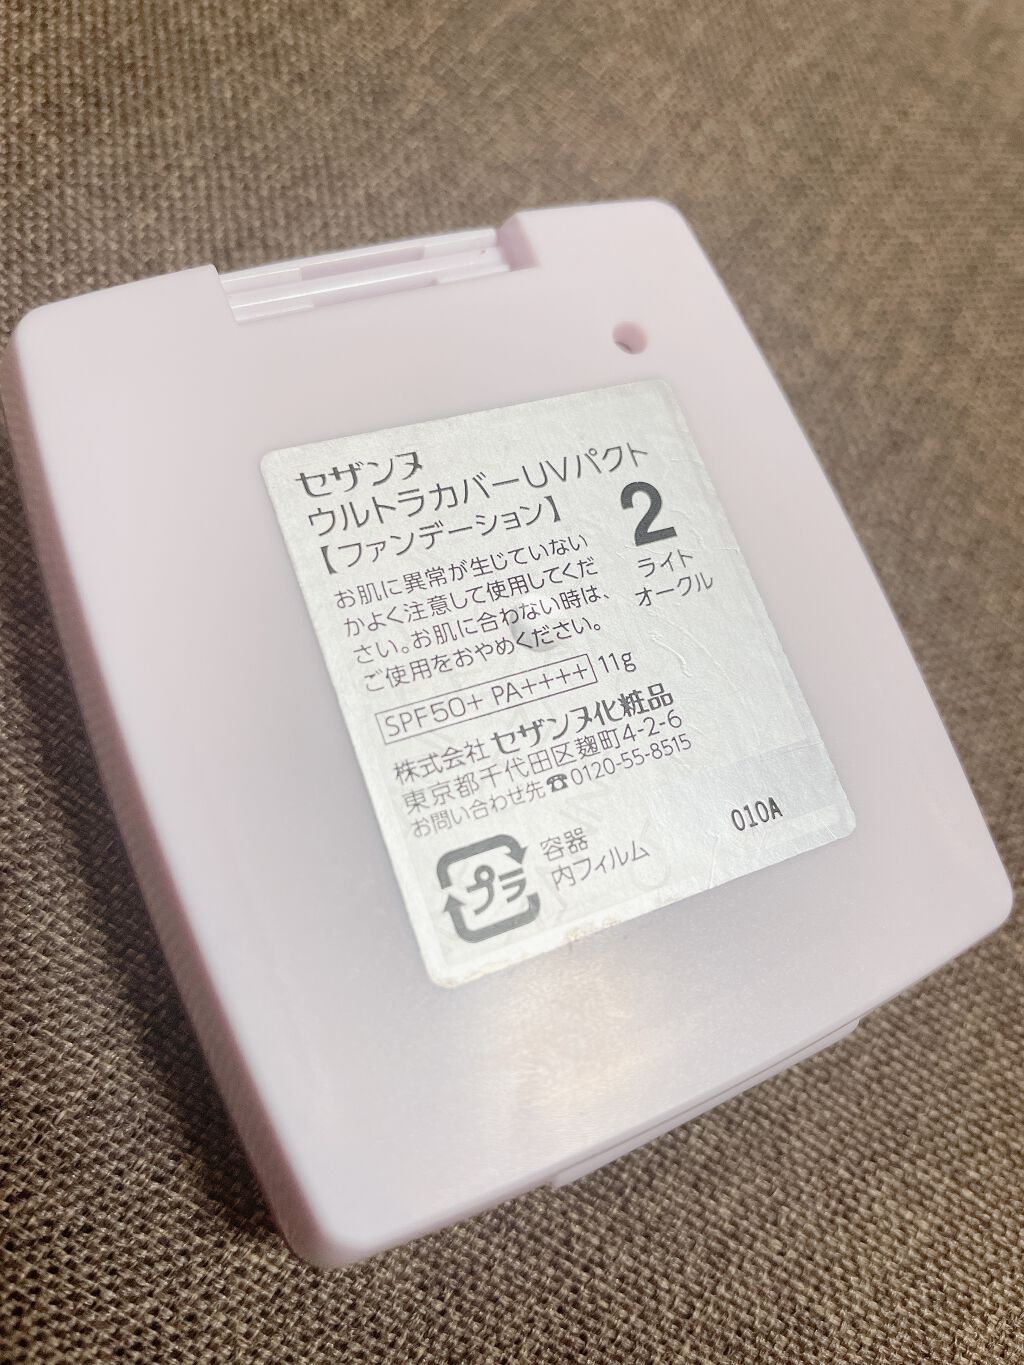 セザンヌ
ウルトラカバーUVパクト
【ファンデーション】
2
ライト
オークル
お肌に異常が生じていない
かよく注意して使用してくだ
さい。お肌に合わない時は、
ご使用をおやめください。
SPF50+ PA++++ 11g
株式会社 セザンヌ化粧品
東京都千代田区麹町4-2-6
お問い合わせ先☎0120-55-8515
プラ
容器
内フィルム
010A